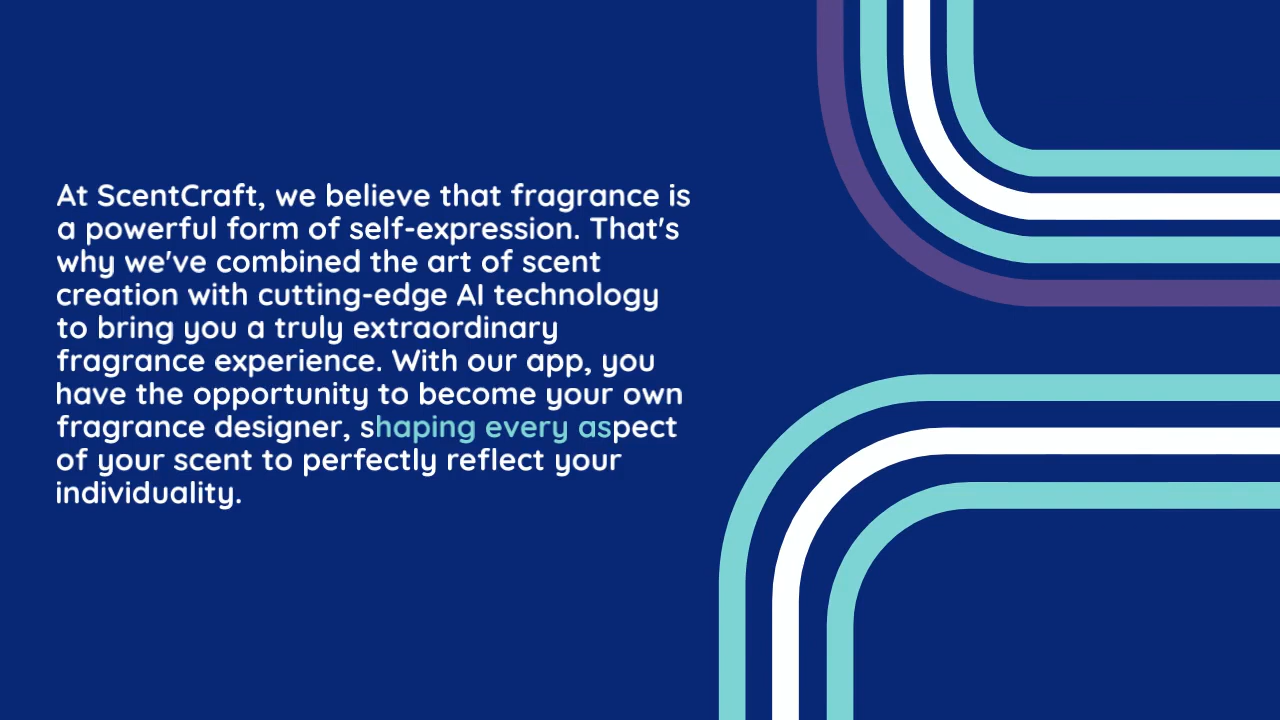 At ScentCraft, we believe that fragrance is
a powerful form of self-expression. That's
why we've combined the art of scent
creation with cutting-edge AI technology
to bring you a truly extraordinary
fragrance experience. With our app, you
have the opportunity to become your own
fragrance designer, shaping every aspect
of your scent to perfectly reflect your
individuality.